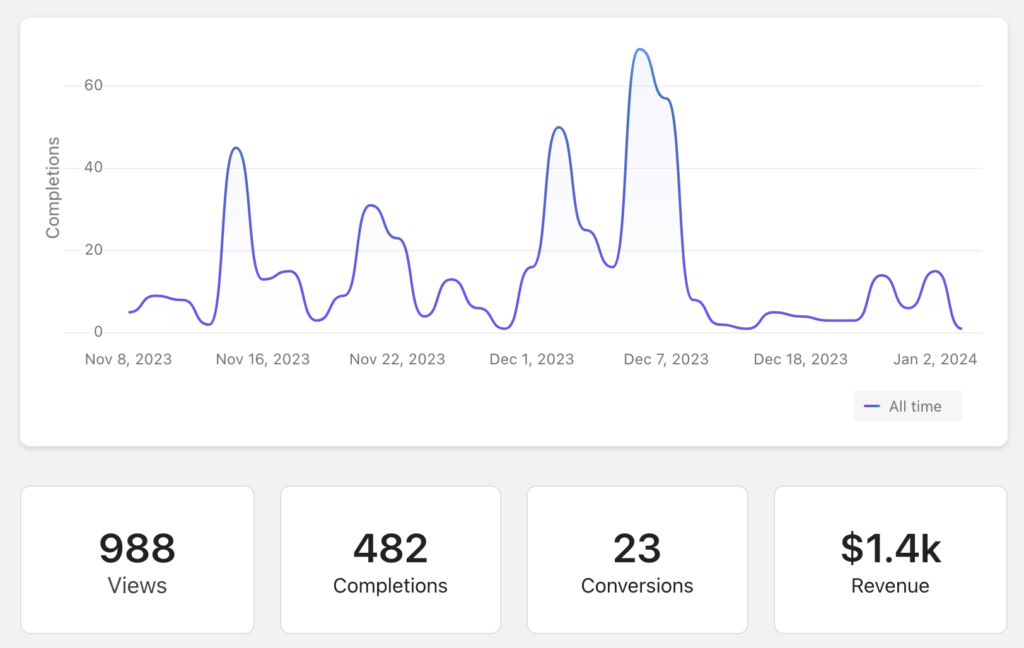 60
40
20
0
Completions
Nov 8, 2023 Nov 16, 2023 Nov 22, 2023 Dec 1, 2023 Dec 7, 2023 Dec 18, 2023 Jan 2, 2024
All time
988 482 23 $1.4k
Views Completions Conversions Revenue